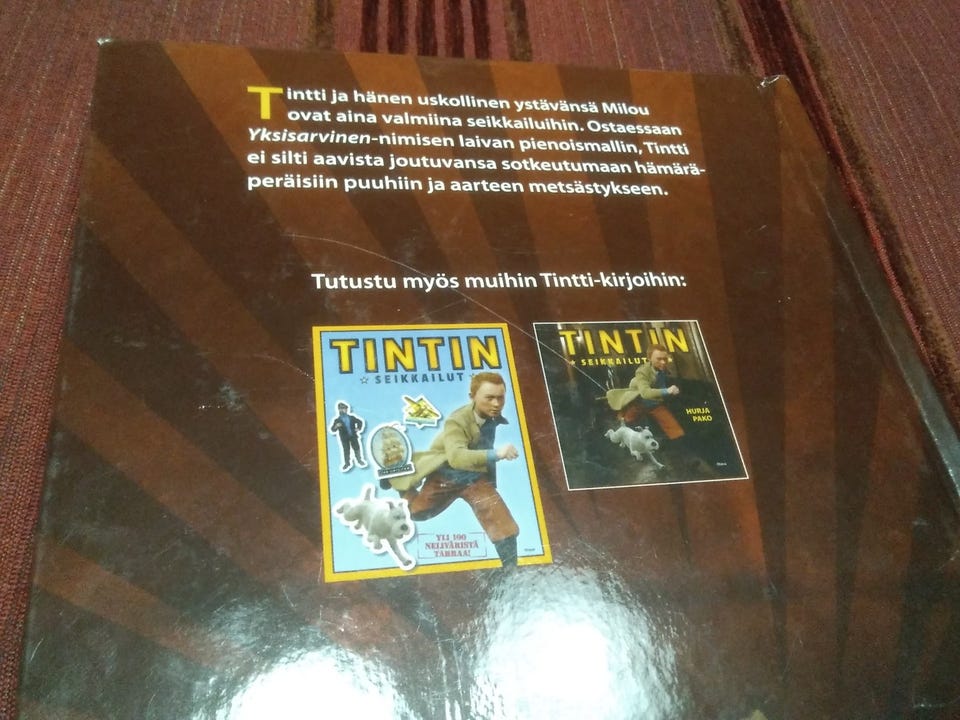 Tintti ja hänen uskollinen ystävänsä Milou
ovat aina valmiina seikkailuihin. Ostaessaan
Yksisarvinen-nimisen laivan pienoismallin, Tintti
ei silti aavista joutuvansa sotkeutumaan hämärä-
peräisiin puuhiin ja aarteen metsästykseen.
Tutustu myös muihin Tintti-kirjoihin:
TINTIN
SEIKKAILUT
YLI 100
NELIVÄRISTÄ
TARRAA!
TINTIN
SEIKKAILUT
HURJA
PAKO